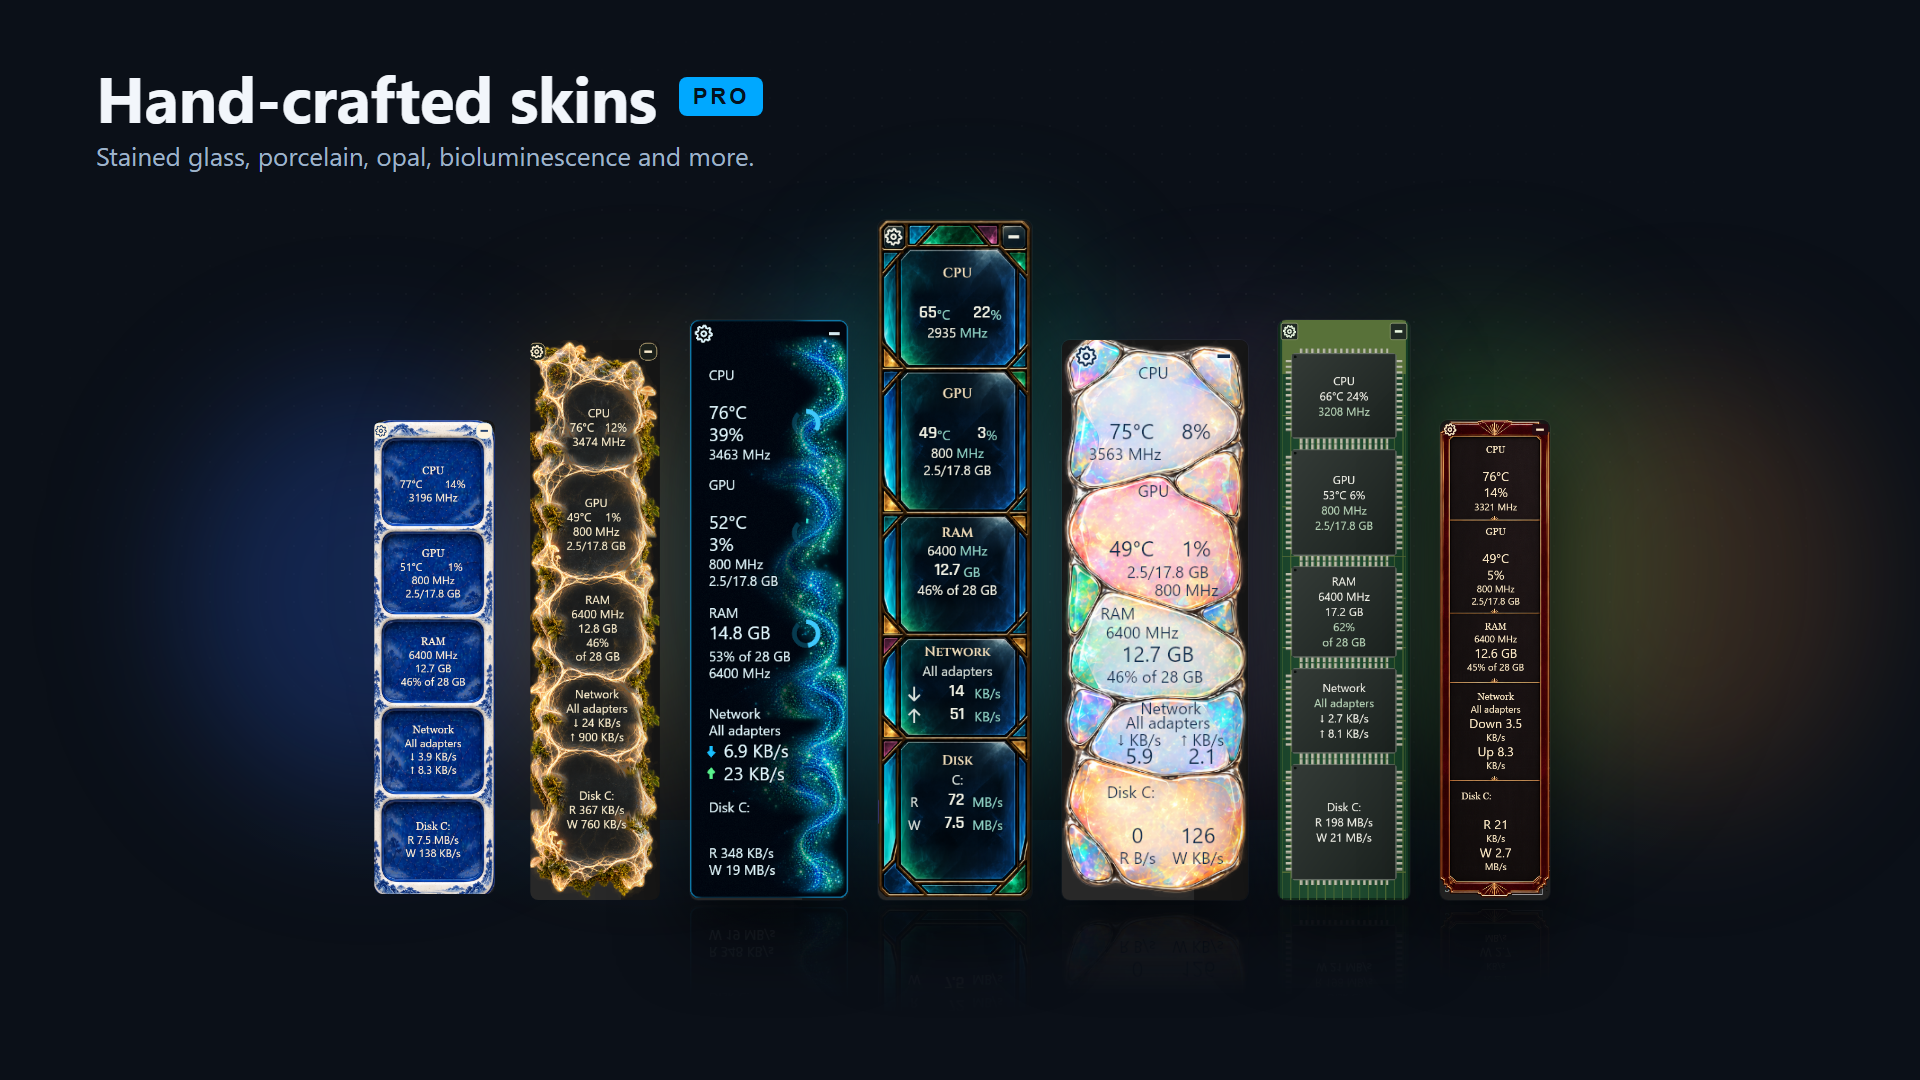 Hand-crafted skins PRO
Stained glass, porcelain, opal, bioluminescence and more.
CPU
77°C 14%
3196 MHz
GPU
51°C 1%
800 MHz
2.5/17.8 GB
RAM
6400 MHz
12.7 GB
46% of 28 GB
Network
All adapters
↓ 3.9 KB/s
↑ 8.3 KB/s
Disk C:
R 7.5 MB/s
W 138 KB/s
CPU
76°C 12%
3474 MHz
GPU
49°C 1%
800 MHz
2.5/17.8 GB
RAM
6400 MHz
12.8 GB
46%
of 28 GB
Network
All adapters
↓ 24 KB/s
↑ 900 KB/s
Disk C:
R 367 KB/s
W 760 KB/s
CPU
76°C
39%
3463 MHz
GPU
52°C
3%
800 MHz
2.5/17.8 GB
RAM
14.8 GB
53% of 28 GB
6400 MHz
Network
All adapters
6.9 KB/s
23 KB/s
Disk C:
R 348 KB/s
W 19 MB/s
CPU
65°C 22%
2935 MHz
GPU
49°C 3%
800 MHz
2.5/17.8 GB
RAM
6400 MHz
12.7 GB
46% of 28 GB
Network
All adapters
↓ 14 KB/s
↑ 51 KB/s
Disk
C:
R 72 MB/s
W 7.5 MB/s
CPU
75°C 8%
3563 MHz
GPU
49°C 1%
2.5/17.8 GB
800 MHz
RAM
6400 MHz
12.7 GB
46% of 28 GB
Network
All adapters
↓ KB/s ↑ KB/s
5.9 2.1
Disk C:
0 126
R B/s W KB/s
CPU
66°C 24%
3208 MHz
GPU
53°C 6%
800 MHz
2.5/17.8 GB
RAM
6400 MHz
17.2 GB
62%
of 28 GB
Network
All adapters
↓ 2.7 KB/s
↑ 8.1 KB/s
Disk C:
R 198 MB/s
W 21 MB/s
CPU
76°C
14%
3321 MHz
GPU
49°C
5%
800 MHz
2.5/17.8 GB
RAM
6400 MHz
12.6 GB
45% of 28 GB
Network
All adapters
Down 3.5
KB/s
Up 8.3
KB/s
Disk C:
R 21
KB/s
W 2.7
MB/s